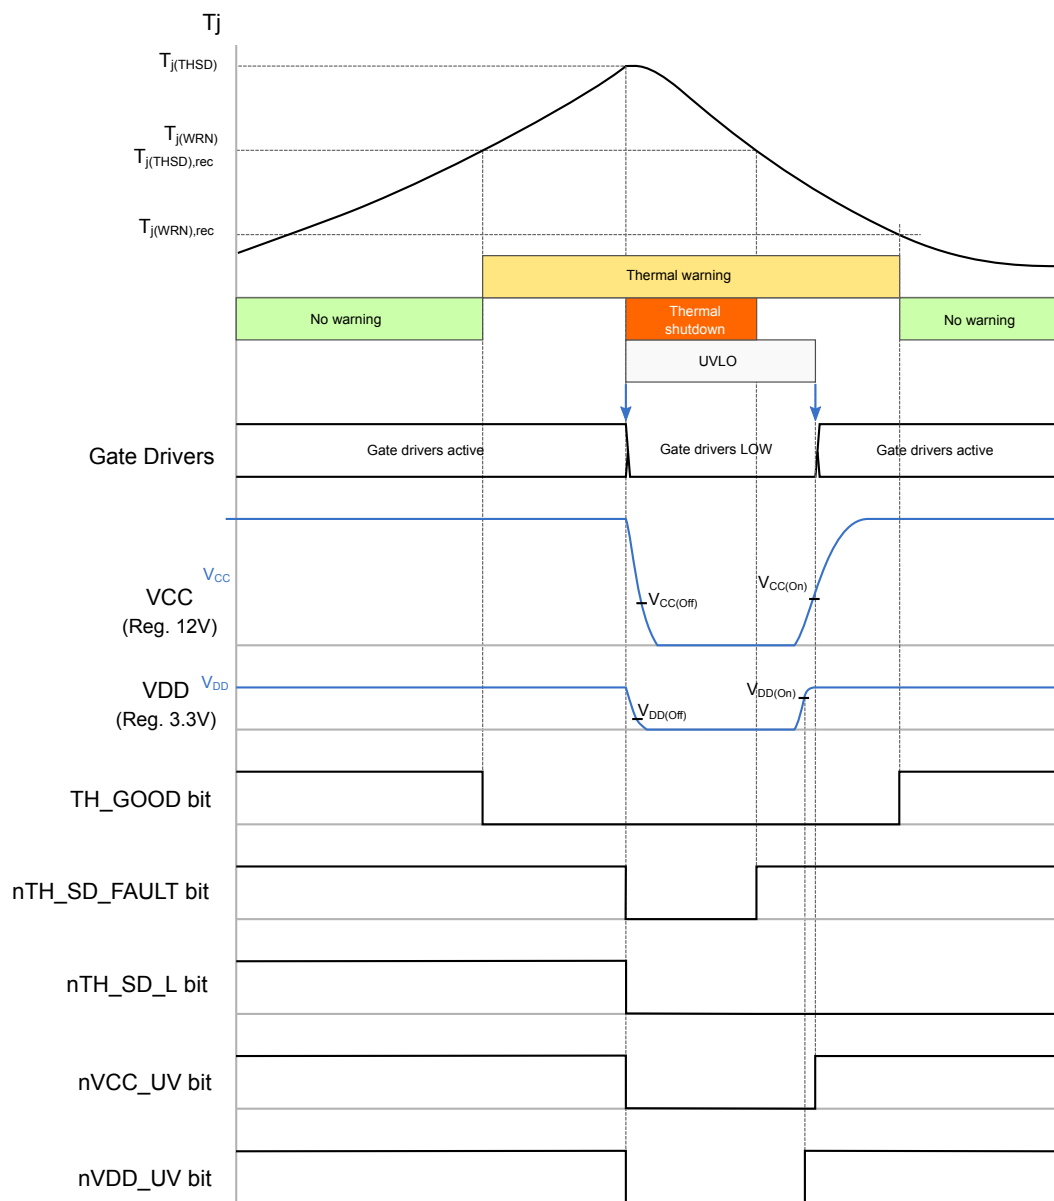 Tj
Tj(THSD)
Tj(WRN)
Tj(THSD),rec
Tj(WRN),rec
Thermal warning
No warning
Thermal
shutdown
No warning
UVLO
Gate Drivers
Gate drivers active
Gate drivers LOW
Gate drivers active
VCC
VCC
(Reg. 12V)
VCC(Off)
VCC(On)
VDD
VDD
(Reg. 3.3V)
VDD(Off)
VDD(On)
TH_GOOD bit
nTH_SD_FAULT bit
nTH_SD_L bit
nVCC_UV bit
nVDD_UV bit